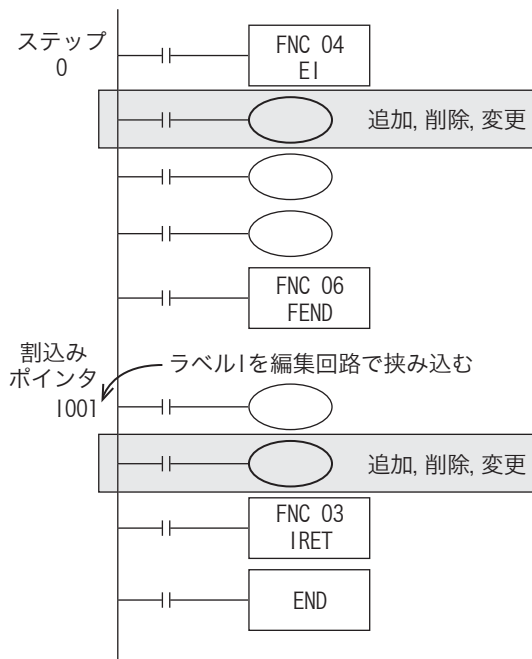 ステップ
0
FNC 04
EI
追加, 削除, 変更
FNC 06
FEND
割込み
ポインタ
I001
ラベルIを編集回路で挟み込む
追加, 削除, 変更
FNC 03
IRET
END